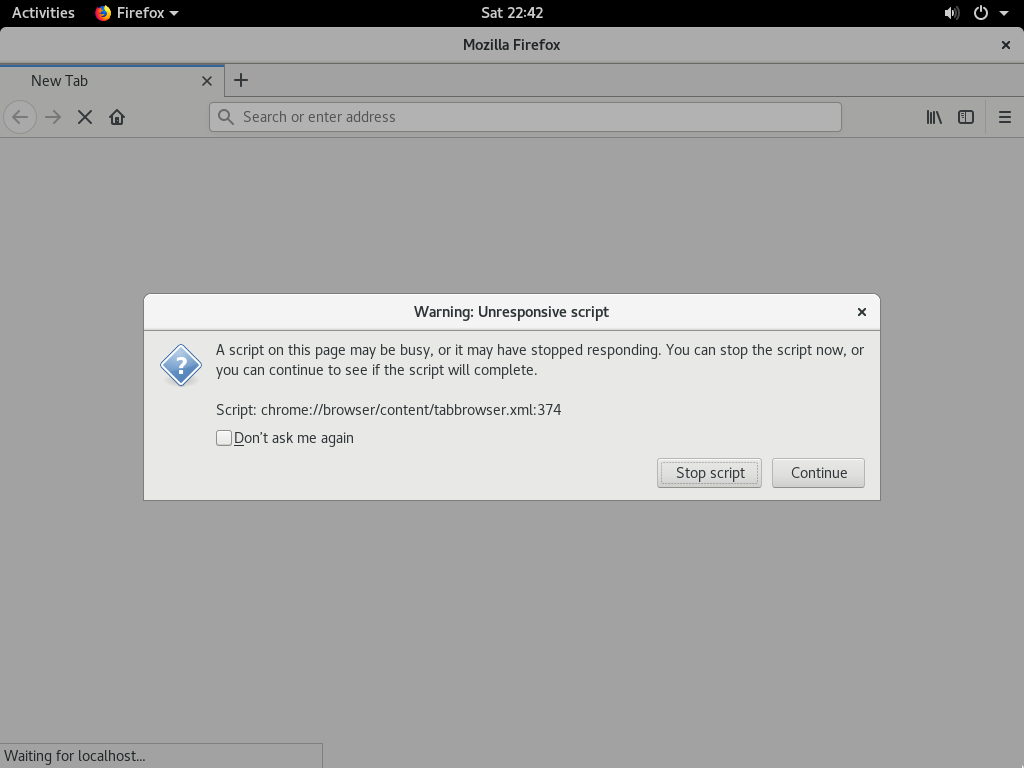 Activities Firefox Sat 22:42
Mozilla Firefox
New Tab
Search or enter address
Warning: Unresponsive script
A script on this page may be busy, or it may have stopped responding. You can stop the script now, or
you can continue to see if the script will complete.
Script: chrome://browser/content/tabbrowser.xml:374
Don't ask me again
Stop script Continue
Waiting for localhost...